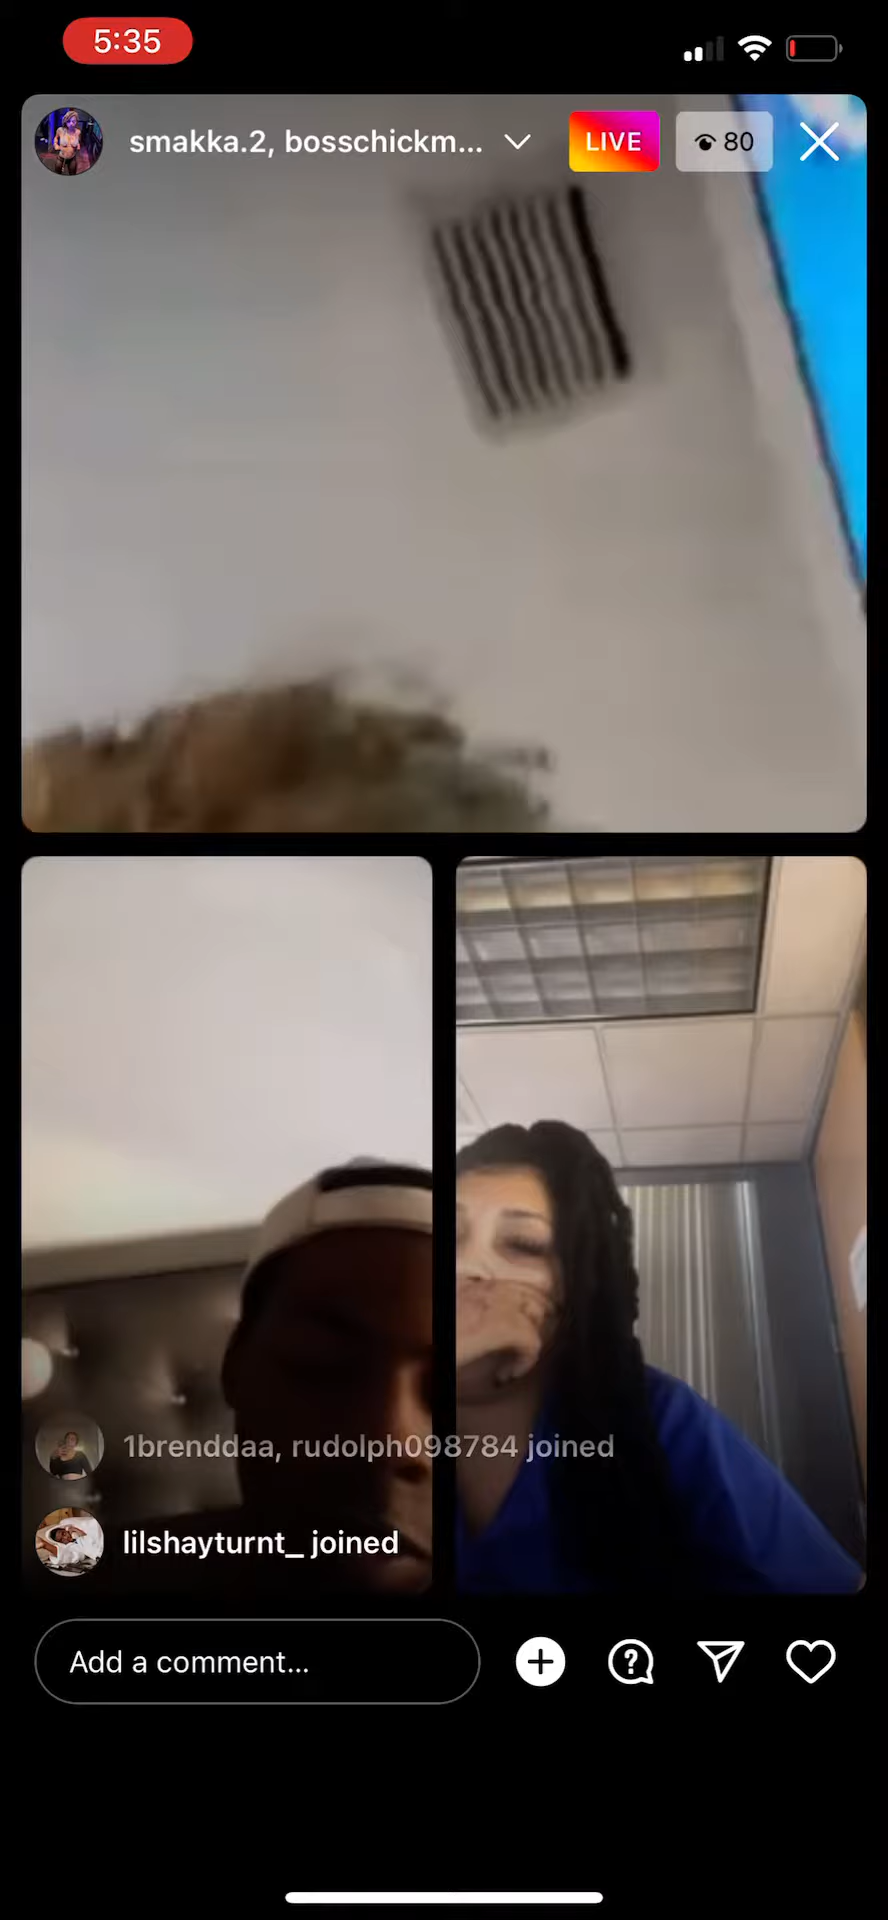 5:35
smakka.2, bosschickm...
LIVE
80
1brenddaa, rudolph098784 joined
lilshayturnt_ joined
Add a comment...